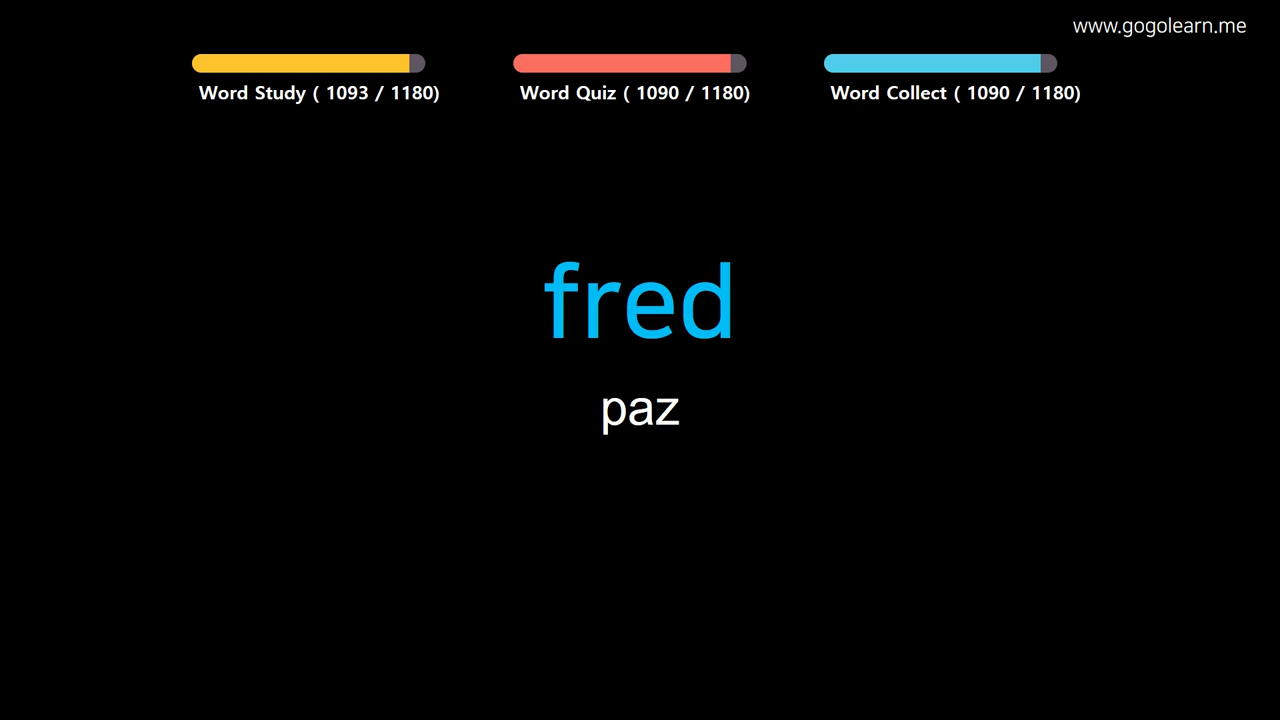 www.gogolearn.me
Word Study ( 1093 / 1180)
Word Quiz ( 1090 / 1180)
Word Collect ( 1090 / 1180)
fred
paz